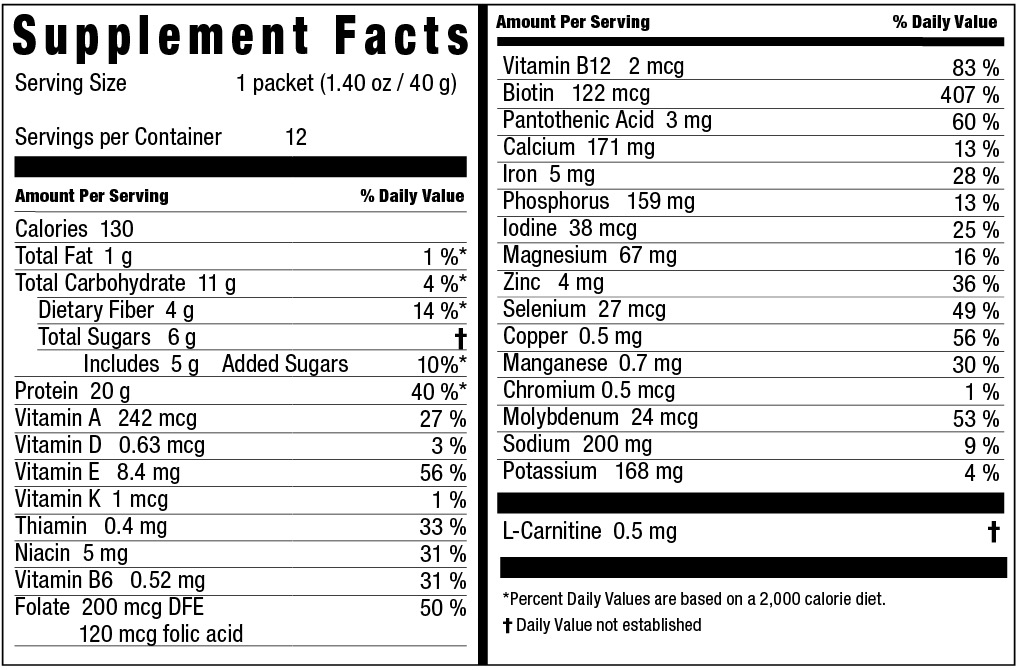 Supplement Facts
Serving Size 1 packet (1.40 oz / 40 g)
Servings per Container 12
Amount Per Serving % Daily Value
Calories 130
Total Fat 1 g 1 %*
Total Carbohydrate 11 g 4 %*
Dietary Fiber 4 g 14 %*
Total Sugars 6 g †
Includes 5 g Added Sugars 10%*
Protein 20 g 40 %*
Vitamin A 242 mcg 27 %
Vitamin D 0.63 mcg 3 %
Vitamin E 8.4 mg 56 %
Vitamin K 1 mcg 1 %
Thiamin 0.4 mg 33 %
Niacin 5 mg 31 %
Vitamin B6 0.52 mg 31 %
Folate 200 mcg DFE 50 %
120 mcg folic acid
Amount Per Serving % Daily Value
Vitamin B12 2 mcg 83 %
Biotin 122 mcg 407 %
Pantothenic Acid 3 mg 60 %
Calcium 171 mg 13 %
Iron 5 mg 28 %
Phosphorus 159 mg 13 %
Iodine 38 mcg 25 %
Magnesium 67 mg 16 %
Zinc 4 mg 36 %
Selenium 27 mcg 49 %
Copper 0.5 mg 56 %
Manganese 0.7 mg 30 %
Chromium 0.5 mcg 1 %
Molybdenum 24 mcg 53 %
Sodium 200 mg 9 %
Potassium 168 mg 4 %
L-Carnitine 0.5 mg †
*Percent Daily Values are based on a 2,000 calorie diet.
† Daily Value not established